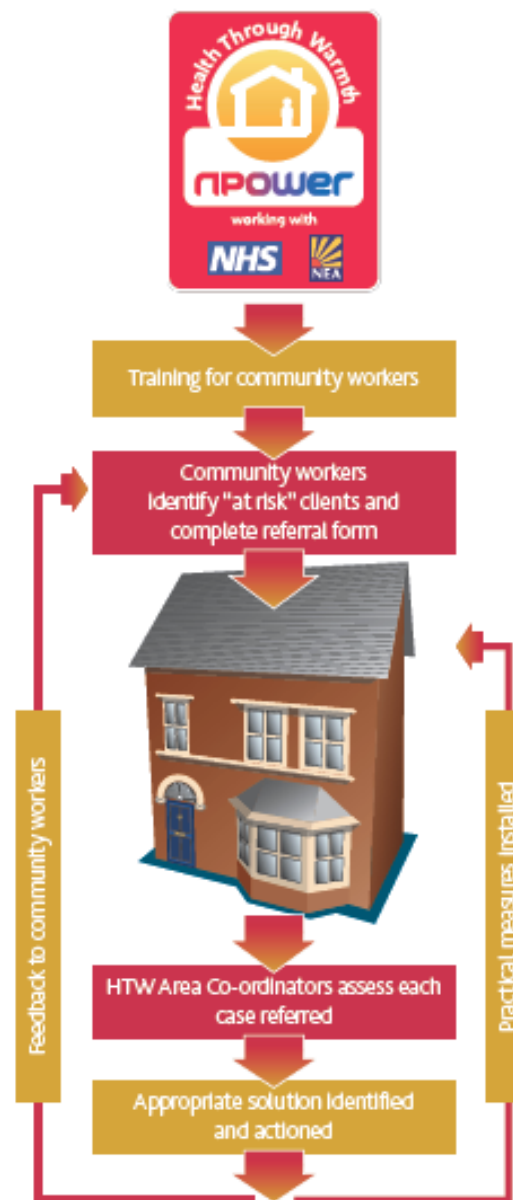 Health Through Warmth
npower
working with
NHS
NEA
Training for community workers
Community workers
identify "at risk" clients and
complete referral form
HTW Area Co-ordinators assess each
case referred
Appropriate solution identified
and actioned
Feedback to community workers
Practical measures installed